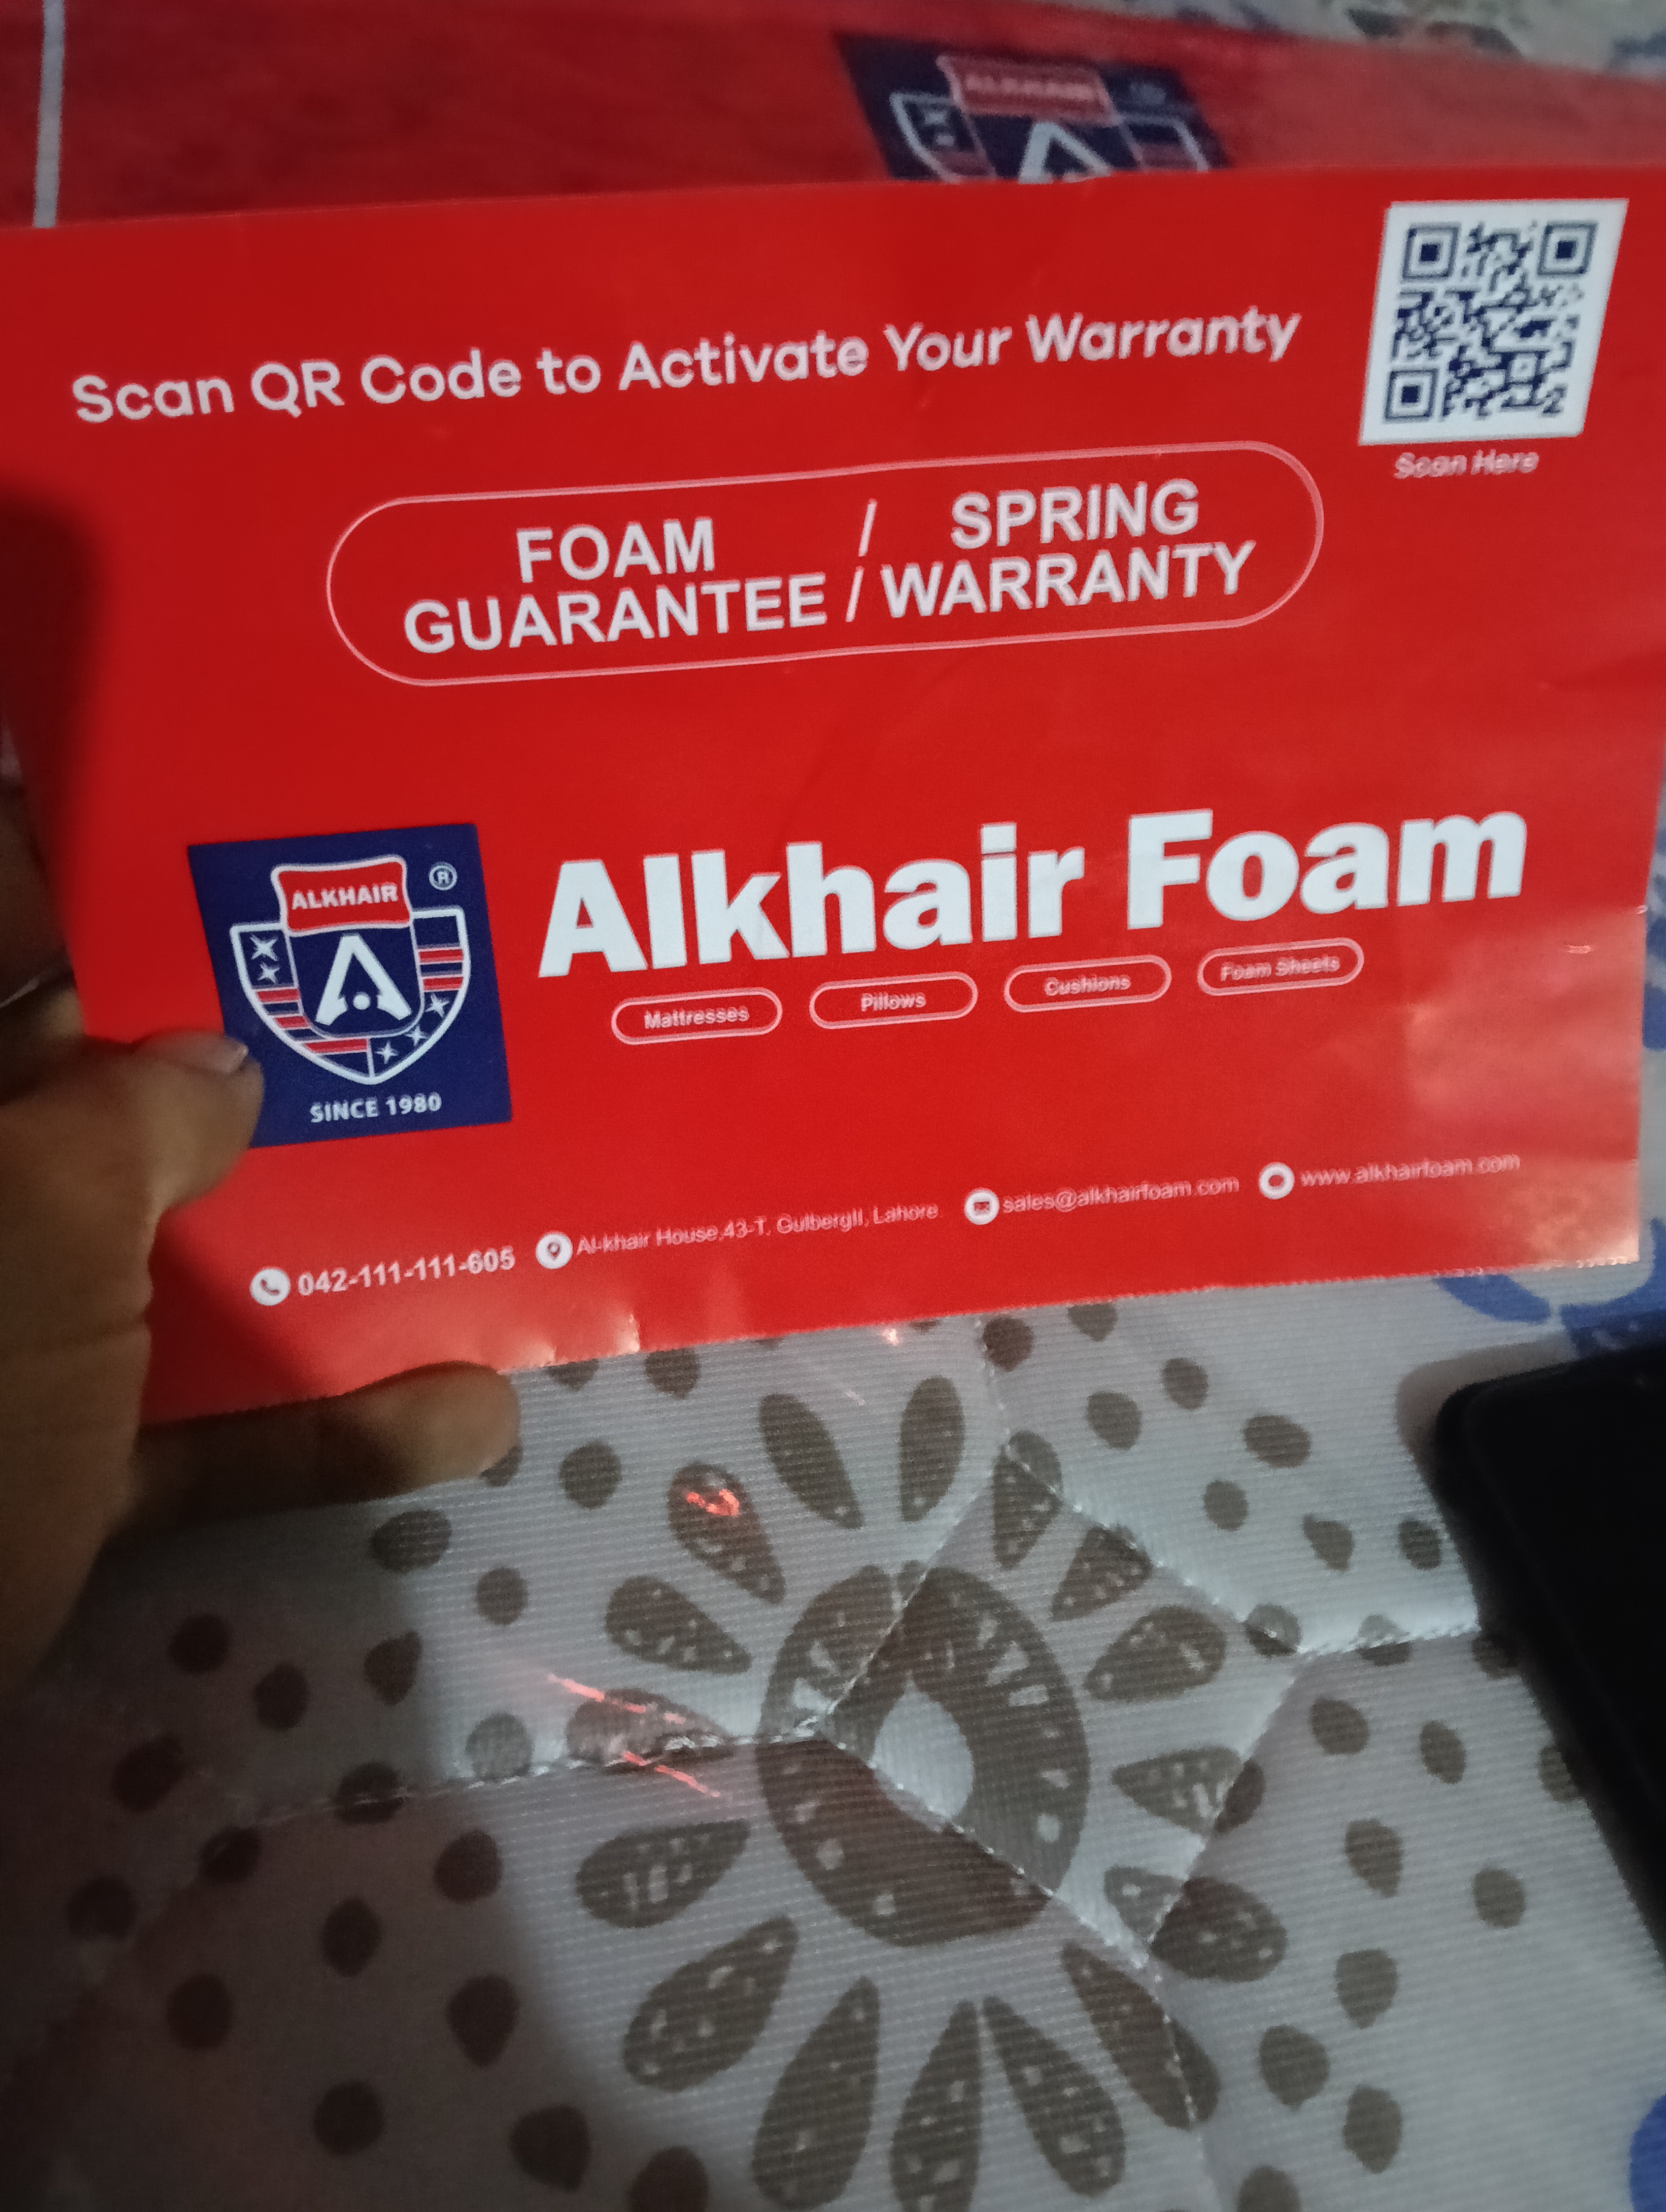 ALKHAIR
Scan QR Code to Activate Your Warranty
Scan Here
FOAM / SPRING
GUARANTEE / WARRANTY
ALKHAIR ®
SINCE 1980
Alkhair Foam
Mattresses Pillows Cushions Foam Sheets
042-111-111-605 Al-khair House,43-T, GulbergII, Lahore. sales@alkhairfoam.com www.alkhairfoam.com